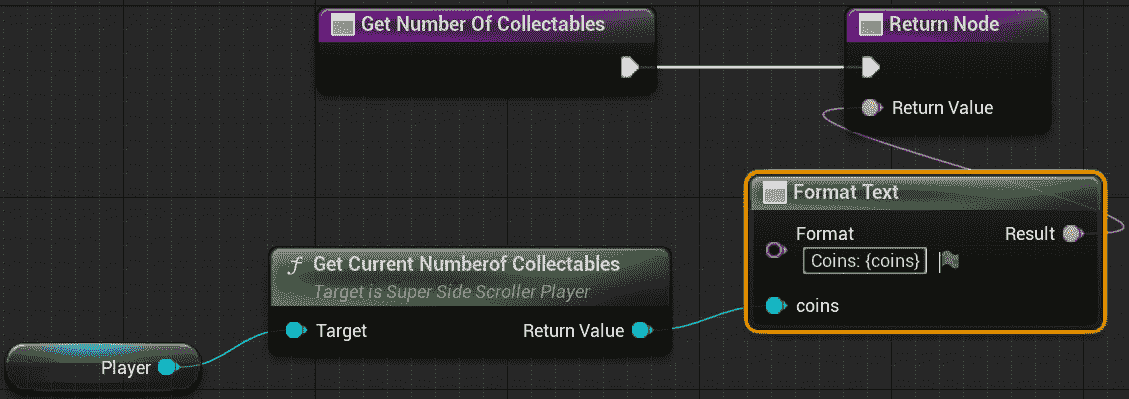 Get Number Of Collectables
Return Node
Return Value
Format Text
Format
Result
Coins: {coins}
coins
f Get Current Numberof Collectables
Target is Super Side Scroller Player
Target
Return Value
Player